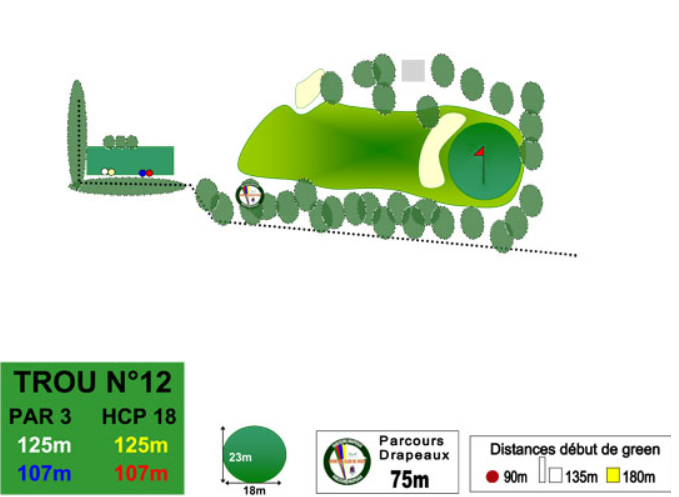 TROU N°12
PAR 3 HCP 18
125m 125m
107m 107m
23m
18m
Parcours
Drapeaux
75m
Distances début de green
90m 135m 180m